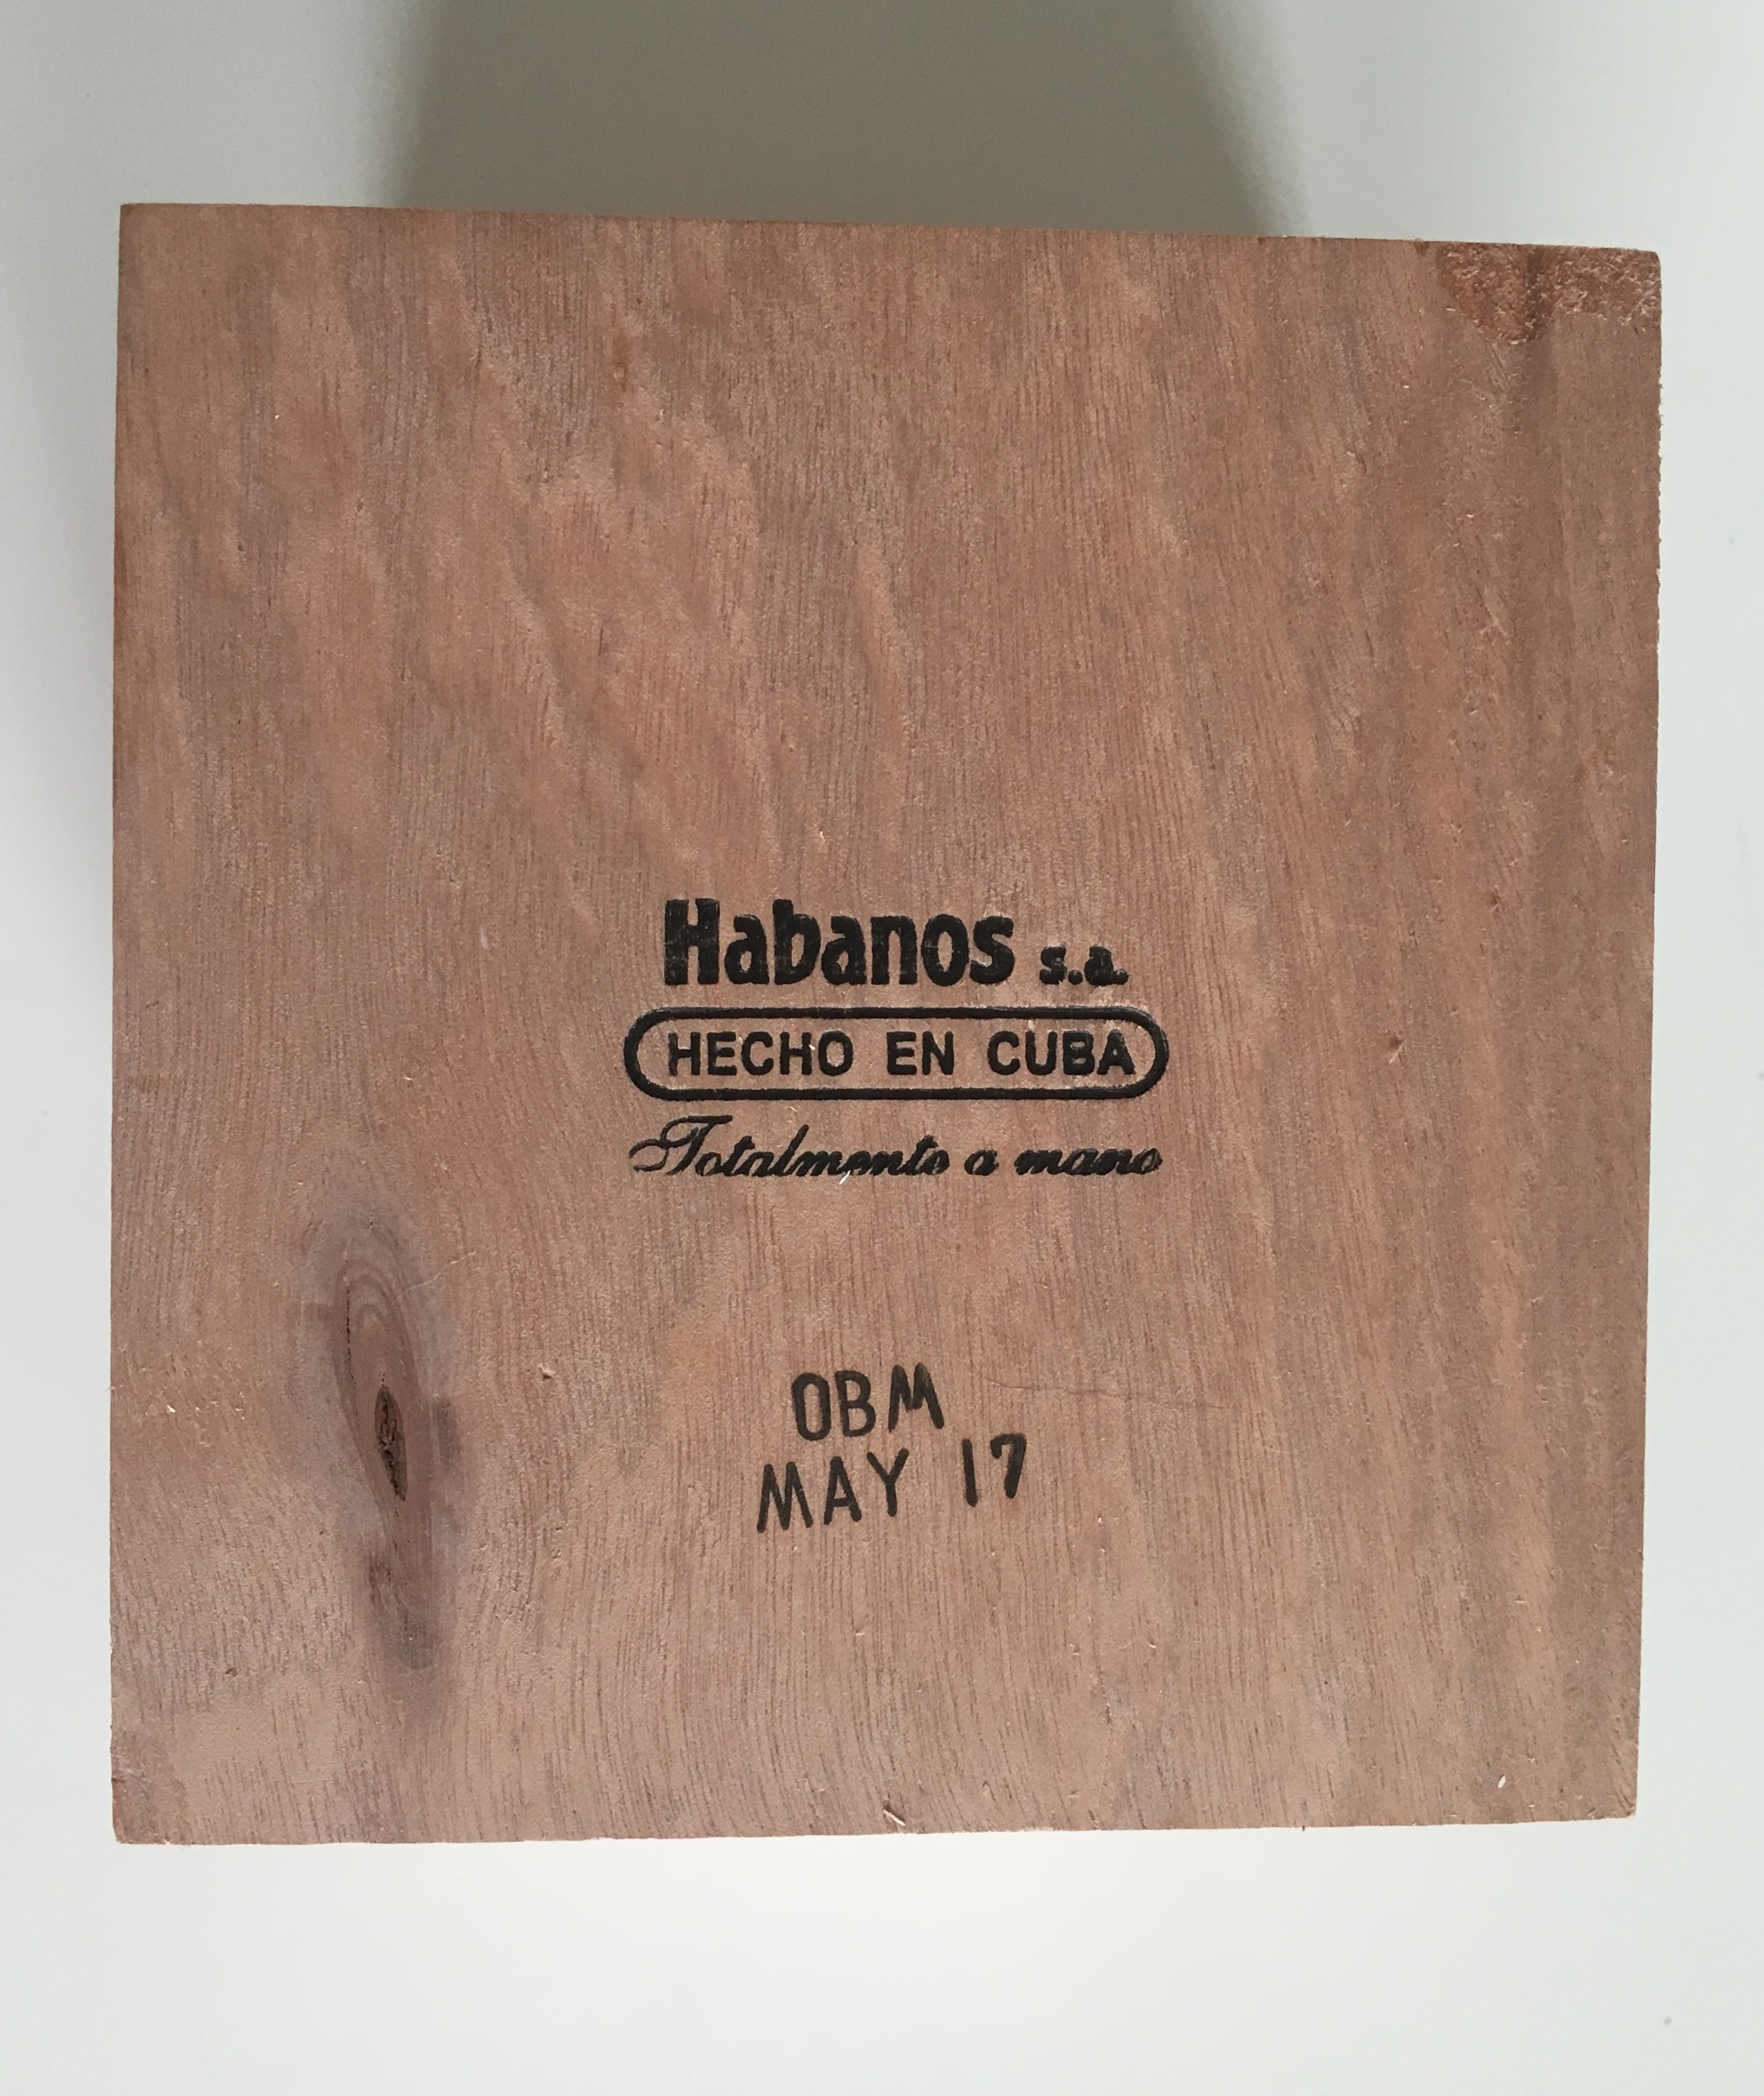 Habanos s.a.
HECHO EN CUBA
Totalmente a mano
OBM
MAY 17